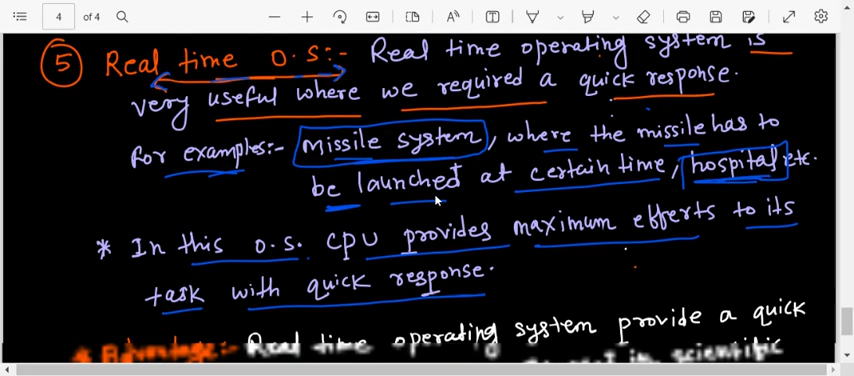 4 of 4
5 Real time O.S:- Real time operating system is
very useful where we required a quick response.
For examples:- Missile system, where the missile has to
be launched at certain time, hospital etc.
* In this O.S. CPU provides maximum efforts to its
task with quick response.
* Advantage:- Real time operating system provide a quick
scientific